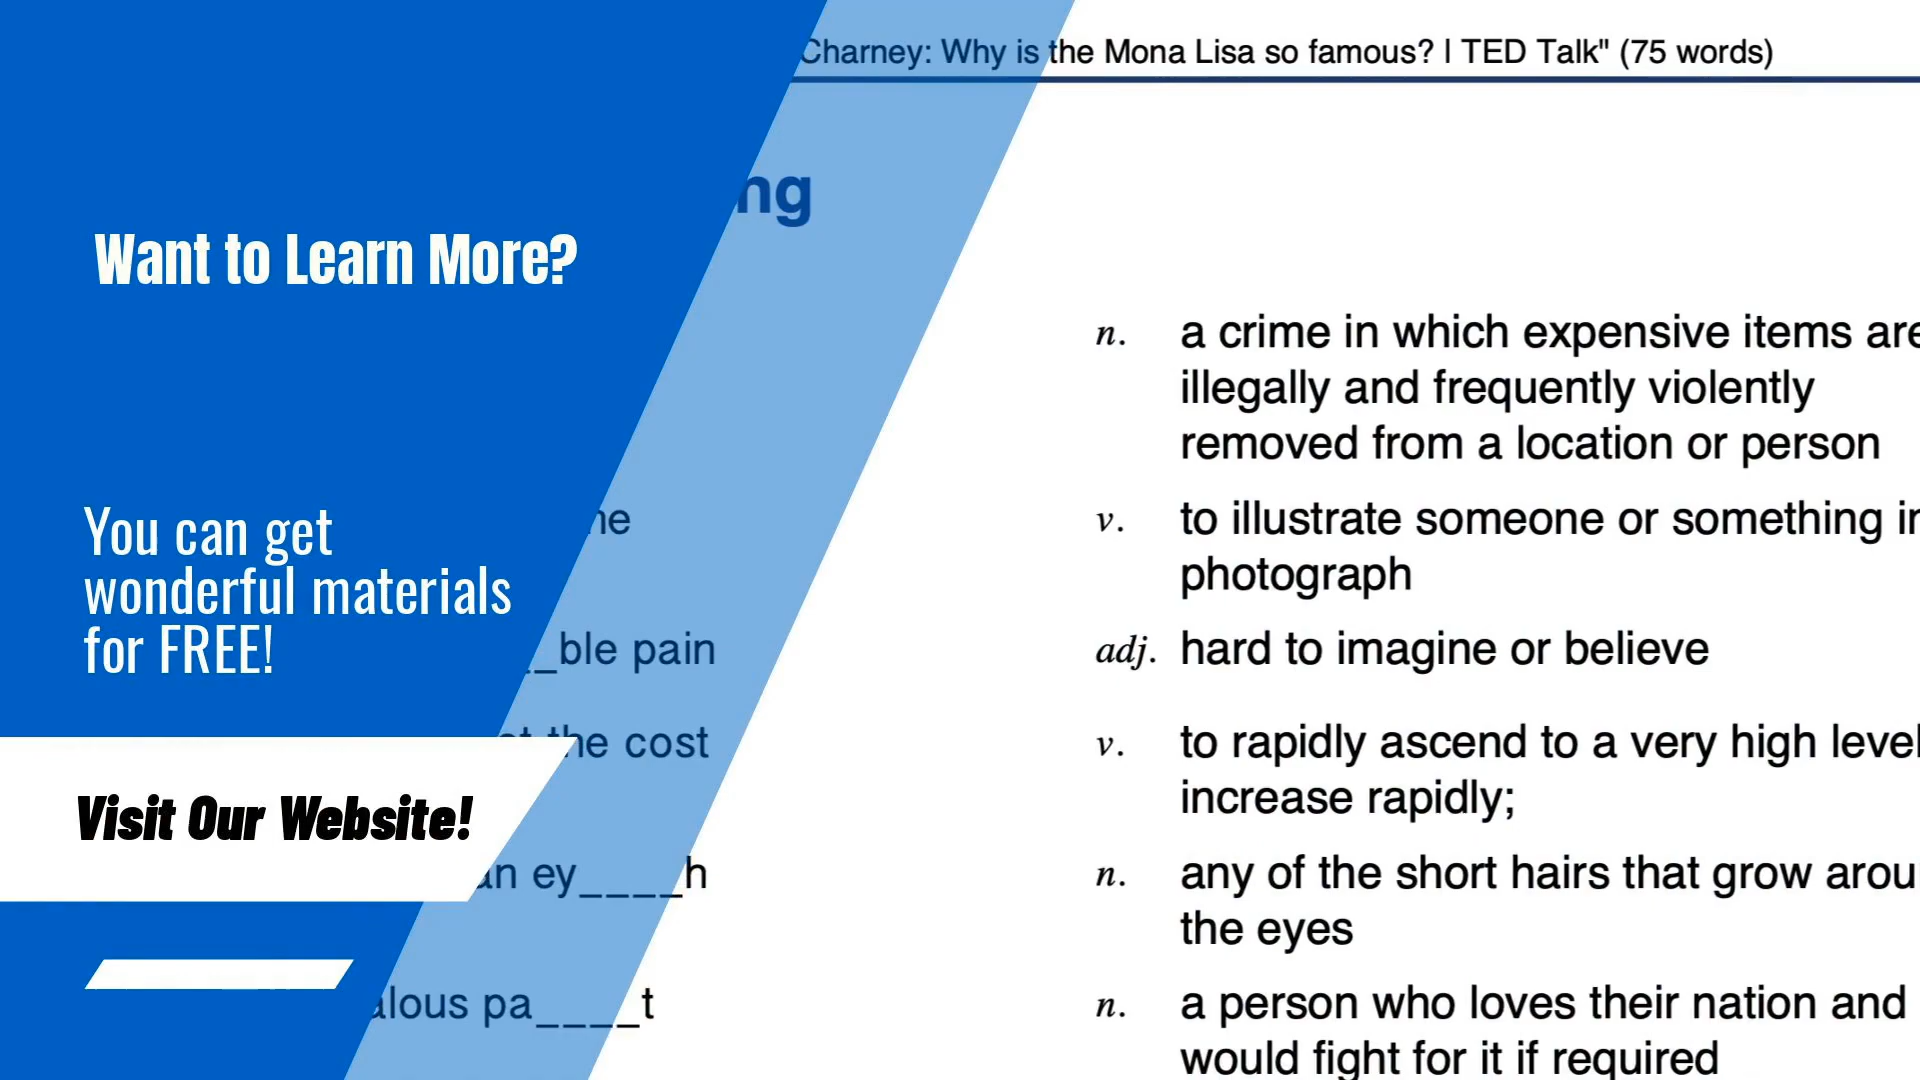 Charney: Why is the Mona Lisa so famous? | TED Talk" (75 words)
ng
Want to Learn More?
You can get
wonderful materials
for FREE!
Visit Our Website!
n. a crime in which expensive items are
illegally and frequently violently
removed from a location or person
v. to illustrate someone or something in
photograph
_ble pain adj. hard to imagine or believe
the cost v. to rapidly ascend to a very high level
increase rapidly;
an ey____h n. any of the short hairs that grow arou
the eyes
alous pa____t n. a person who loves their nation and
would fight for it if required